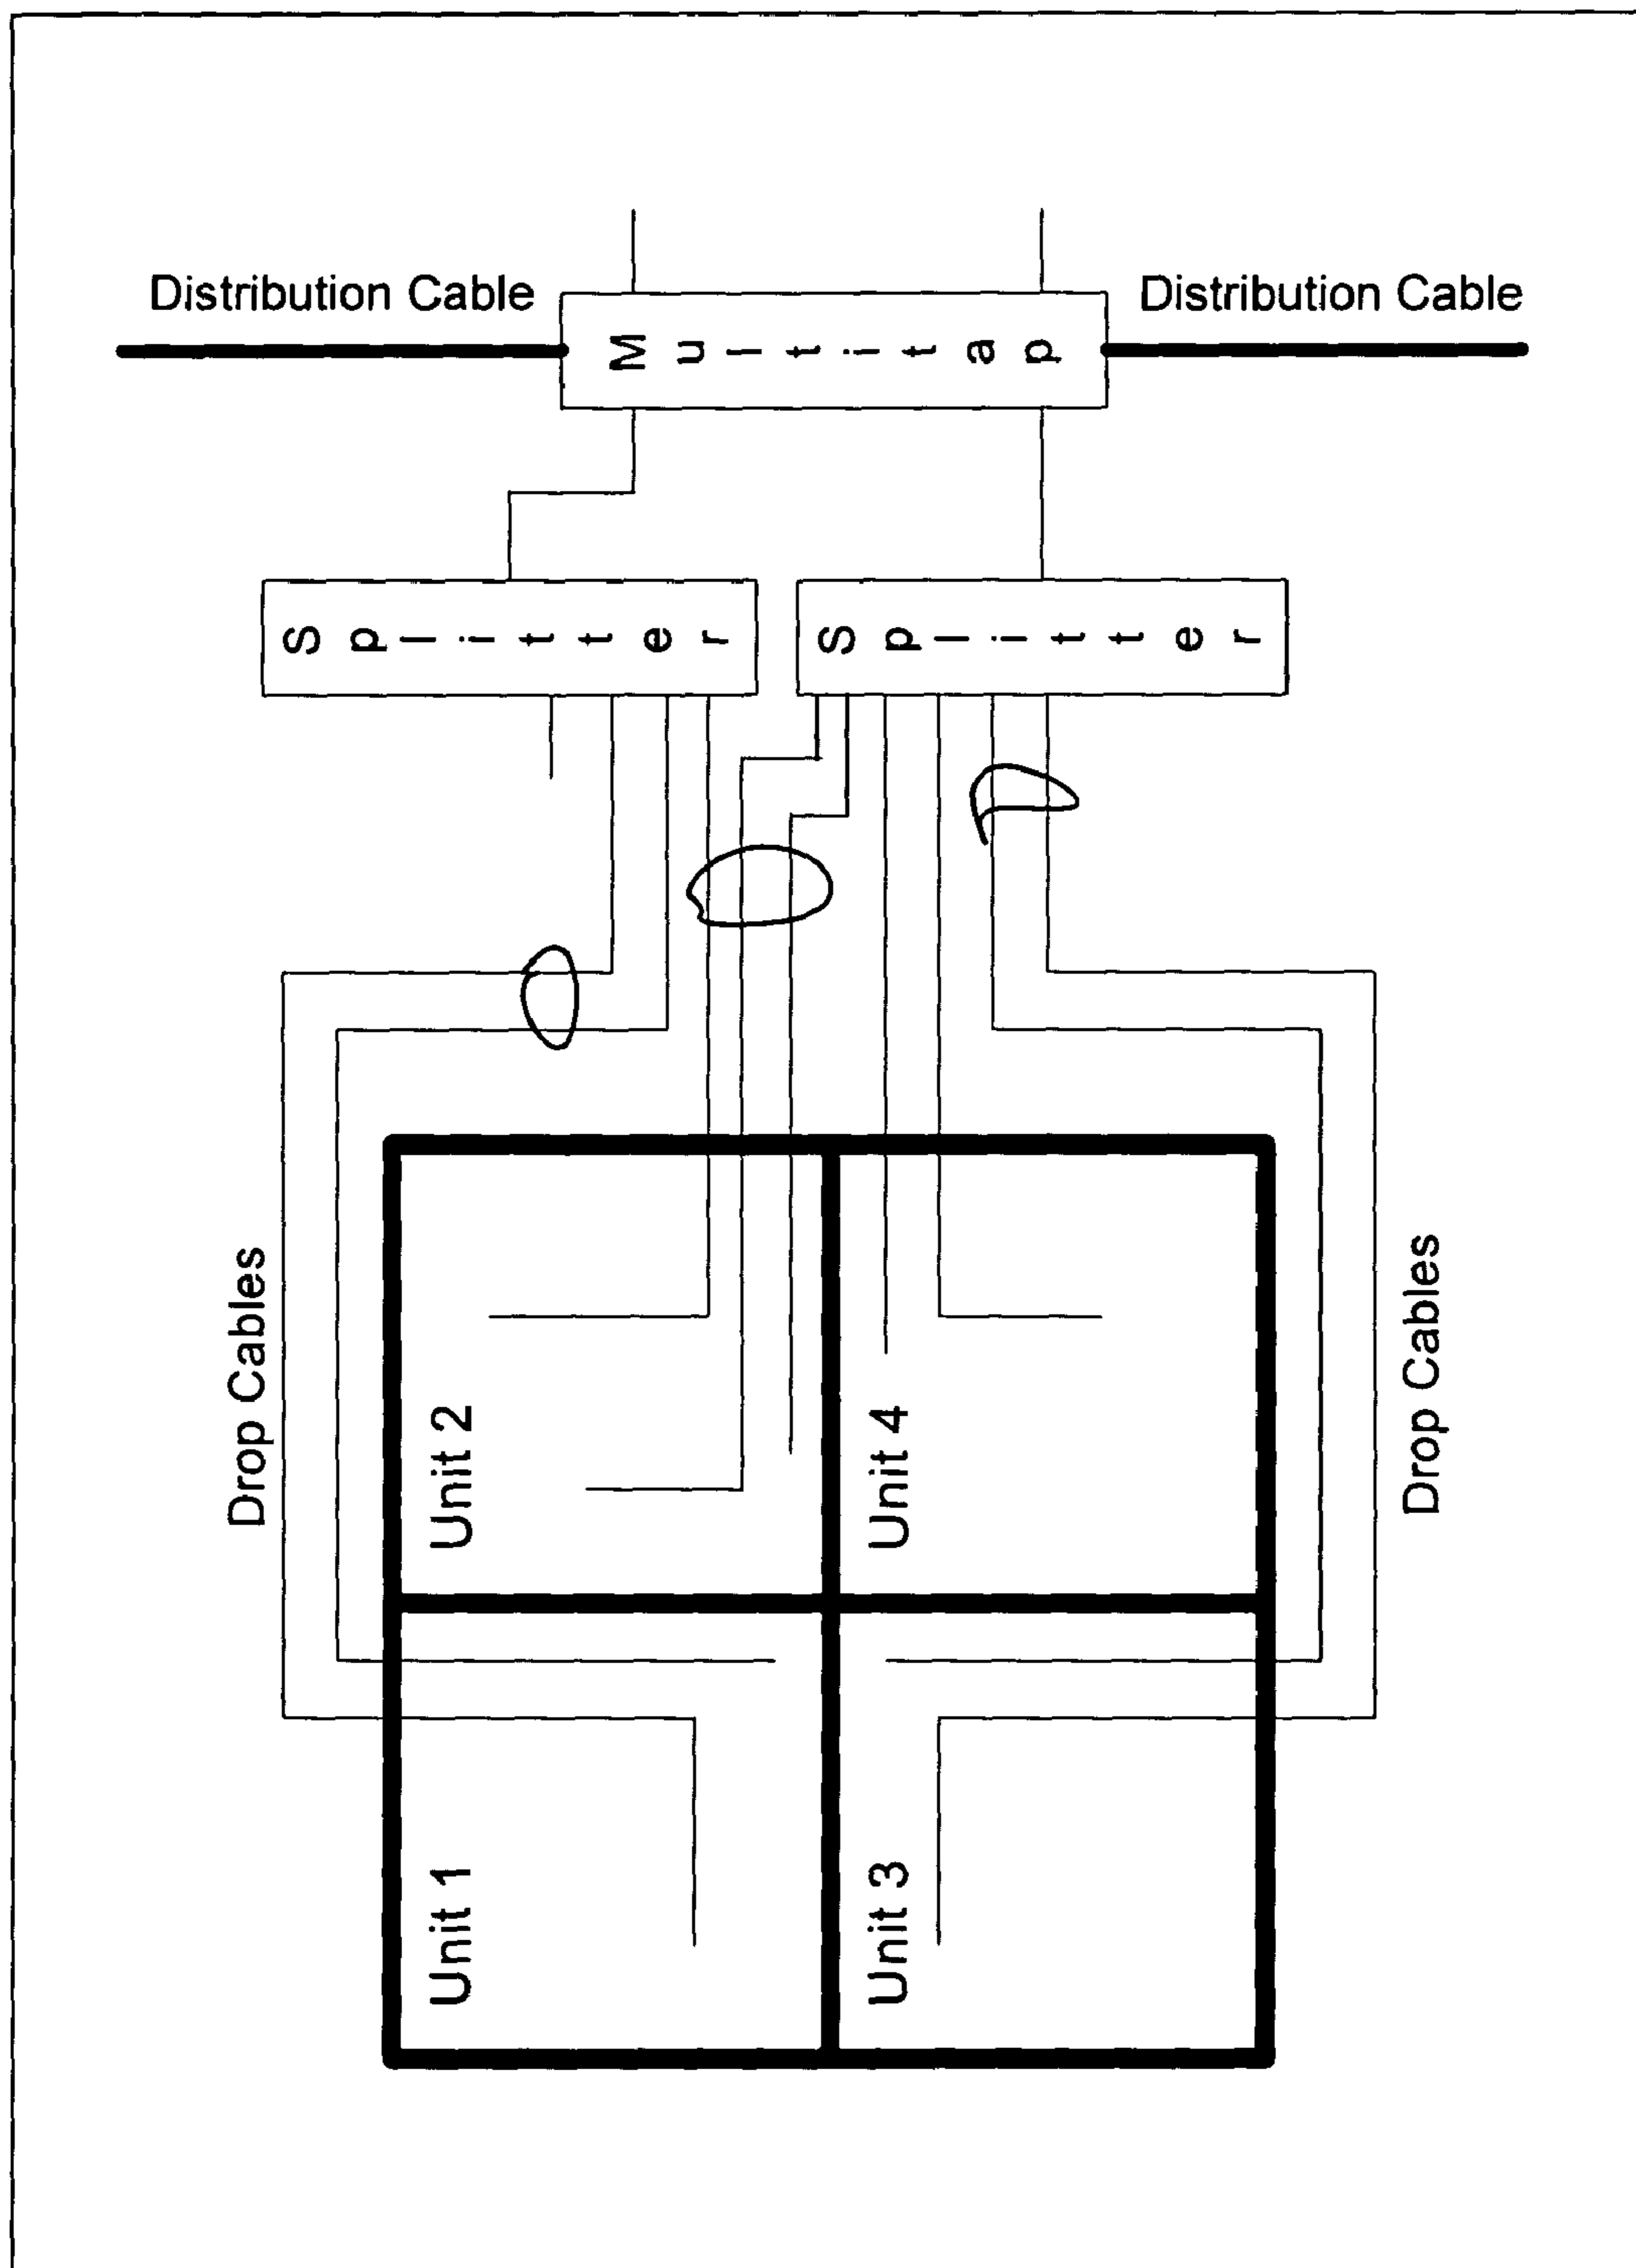 Distribution Cable
Distribution Cable
Multitap
Splitter
Splitter
Drop Cables
Drop Cables
Unit 2
Unit 4
Unit 1
Unit 3